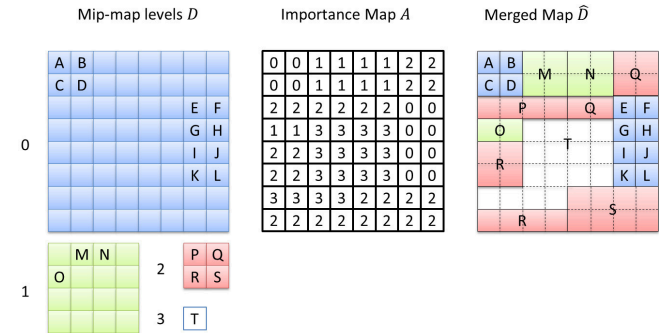 Mip-map levels D
0
A B
C D
E F
G H
I J
K L
1
M N
O
2
P Q
R S
3
T
Importance Map A
0 0 1 1 1 1 2 2
0 0 1 1 1 1 2 2
2 2 2 2 2 2 0 0
1 1 3 3 3 3 0 0
2 2 3 3 3 3 0 0
2 2 3 3 3 3 0 0
3 3 3 3 2 2 2 2
2 2 2 2 2 2 2 2
Merged Map D̂
A B M N Q
C D
P Q E F
O T G H
R I J
K L
R S